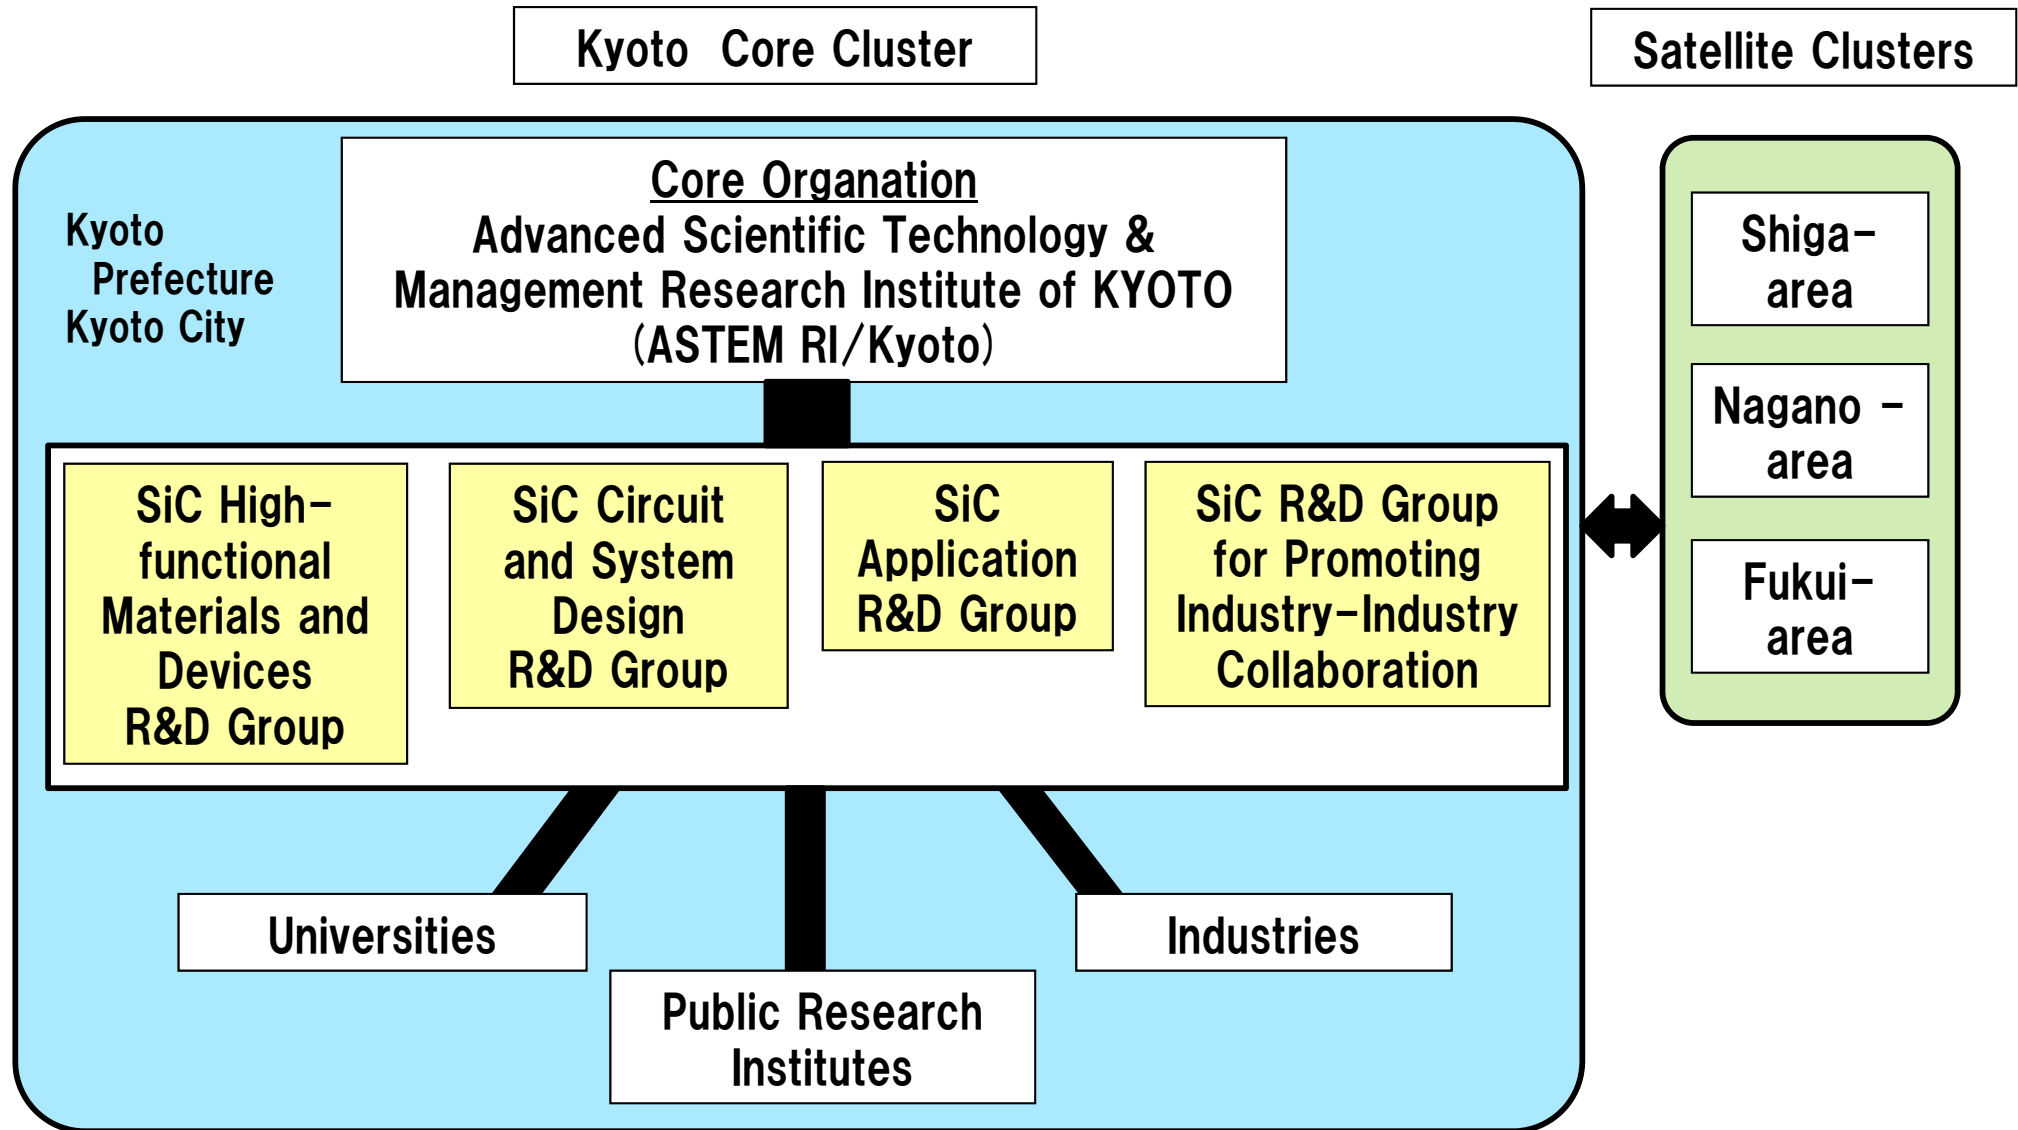 Kyoto Core Cluster
Satellite Clusters
Kyoto
Prefecture
Kyoto City
Core Organation
Advanced Scientific Technology &
Management Research Institute of KYOTO
(ASTEM RI/Kyoto)
SiC High-
functional
Materials and
Devices
R&D Group
SiC Circuit
and System
Design
R&D Group
SiC
Application
R&D Group
SiC R&D Group
for Promoting
Industry-Industry
Collaboration
Universities
Public Research
Institutes
Industries
Shiga-
area
Nagano -
area
Fukui-
area